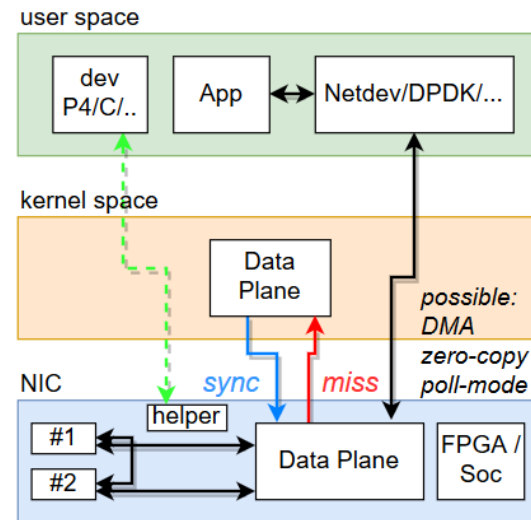 user space
dev
P4/C/..
App
Netdev/DPDK/...
kernel space
Data
Plane
possible:
DMA
zero-copy
poll-mode
sync
miss
NIC
helper
#1
#2
Data Plane
FPGA /
Soc